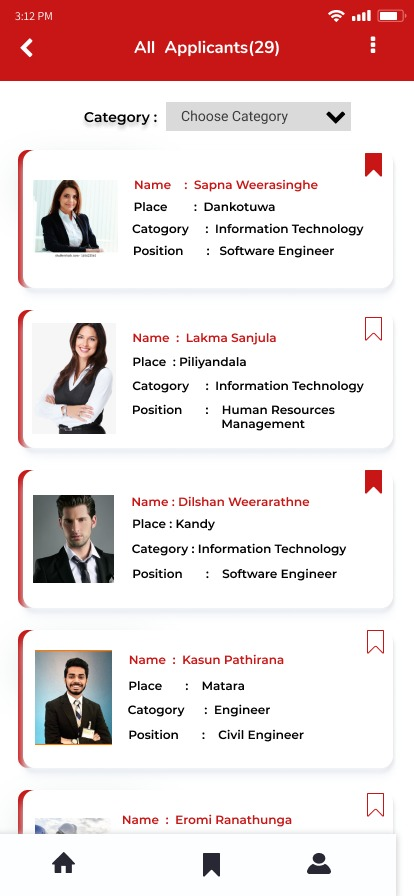 3:12 PM
All Applicants(29)
Category :
Choose Category
Name : Sapna Weerasinghe
Place : Dankotuwa
Catogory : Information Technology
Position : Software Engineer
Name : Lakma Sanjula
Place : Piliyandala
Catogory : Information Technology
Position : Human Resources
Management
Name : Dilshan Weerarathne
Place : Kandy
Category : Information Technology
Position : Software Engineer
Name : Kasun Pathirana
Place : Matara
Catogory : Engineer
Position : Civil Engineer
Name : Eromi Ranathunga